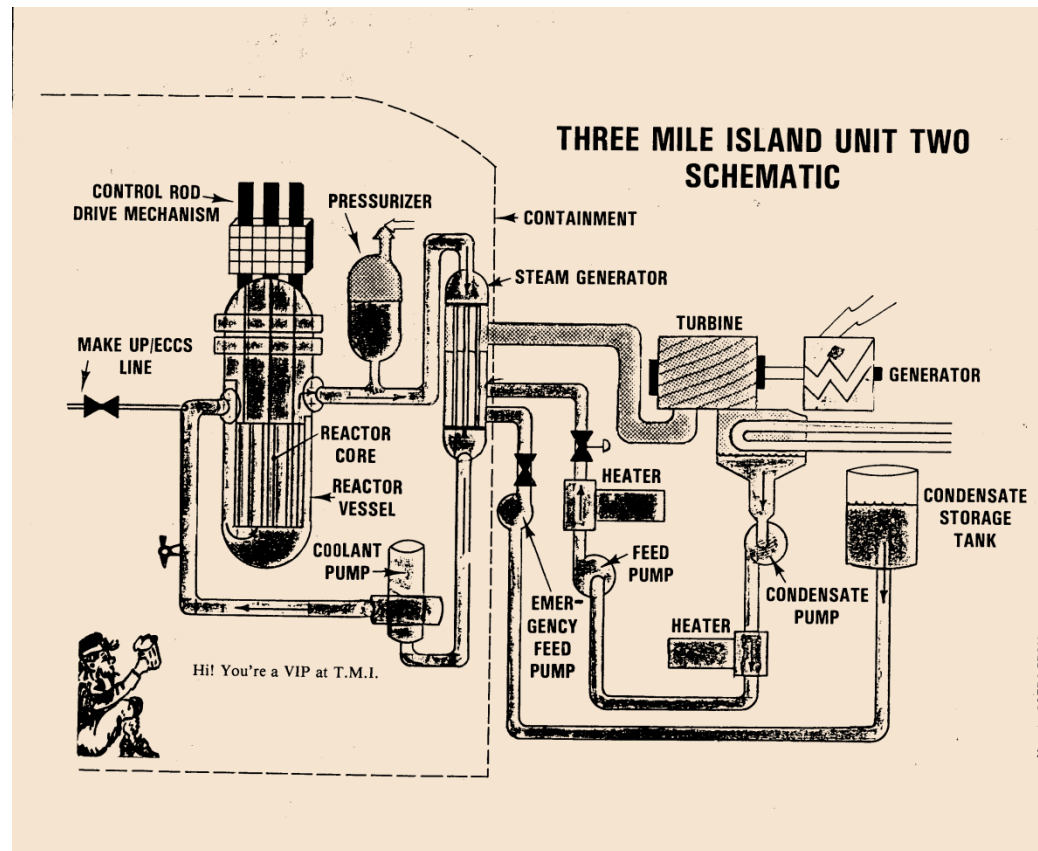 THREE MILE ISLAND UNIT TWO
SCHEMATIC
CONTROL ROD
DRIVE MECHANISM
PRESSURIZER
CONTAINMENT
STEAM GENERATOR
TURBINE
GENERATOR
MAKE UP/ECCS
LINE
REACTOR
CORE
REACTOR
VESSEL
HEATER
CONDENSATE
STORAGE
TANK
COOLANT
PUMP
FEED
PUMP
CONDENSATE
PUMP
EMER-
GENCY
FEED
PUMP
HEATER
Hi! You're a VIP at T.M.I.